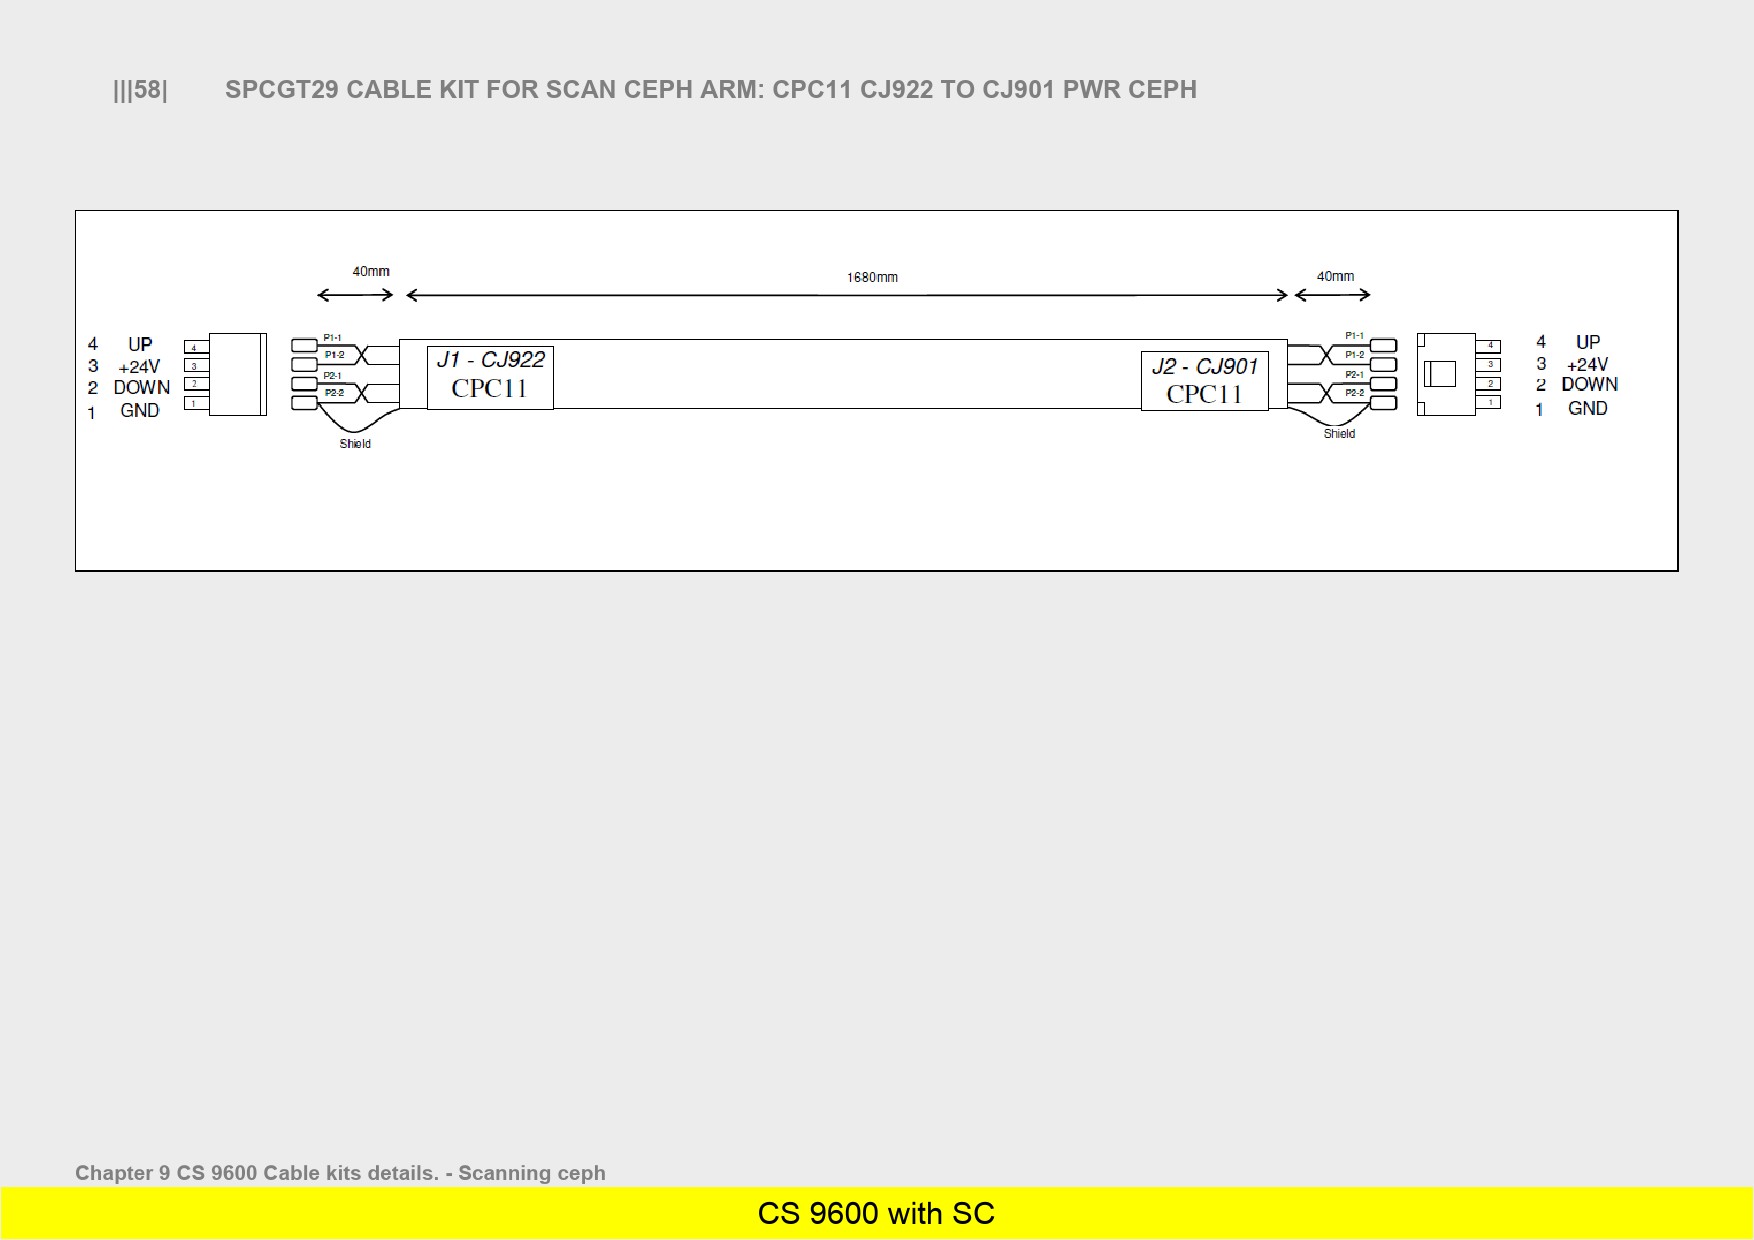 |||58| SPCGT29 CABLE KIT FOR SCAN CEPH ARM: CPC11 CJ922 TO CJ901 PWR CEPH
40mm 1680mm 40mm
4 UP 4 P1-1 J1 - CJ922 J2 - CJ901 P1-1 4 4 UP
3 +24V 3 P1-2 CPC11 CPC11 P1-2 3 3 +24V
2 DOWN 2 P2-1 P2-1 2 2 DOWN
1 GND 1 P2-2 P2-2 1 1 GND
Shield Shield
Chapter 9 CS 9600 Cable kits details. - Scanning ceph
CS 9600 with SC